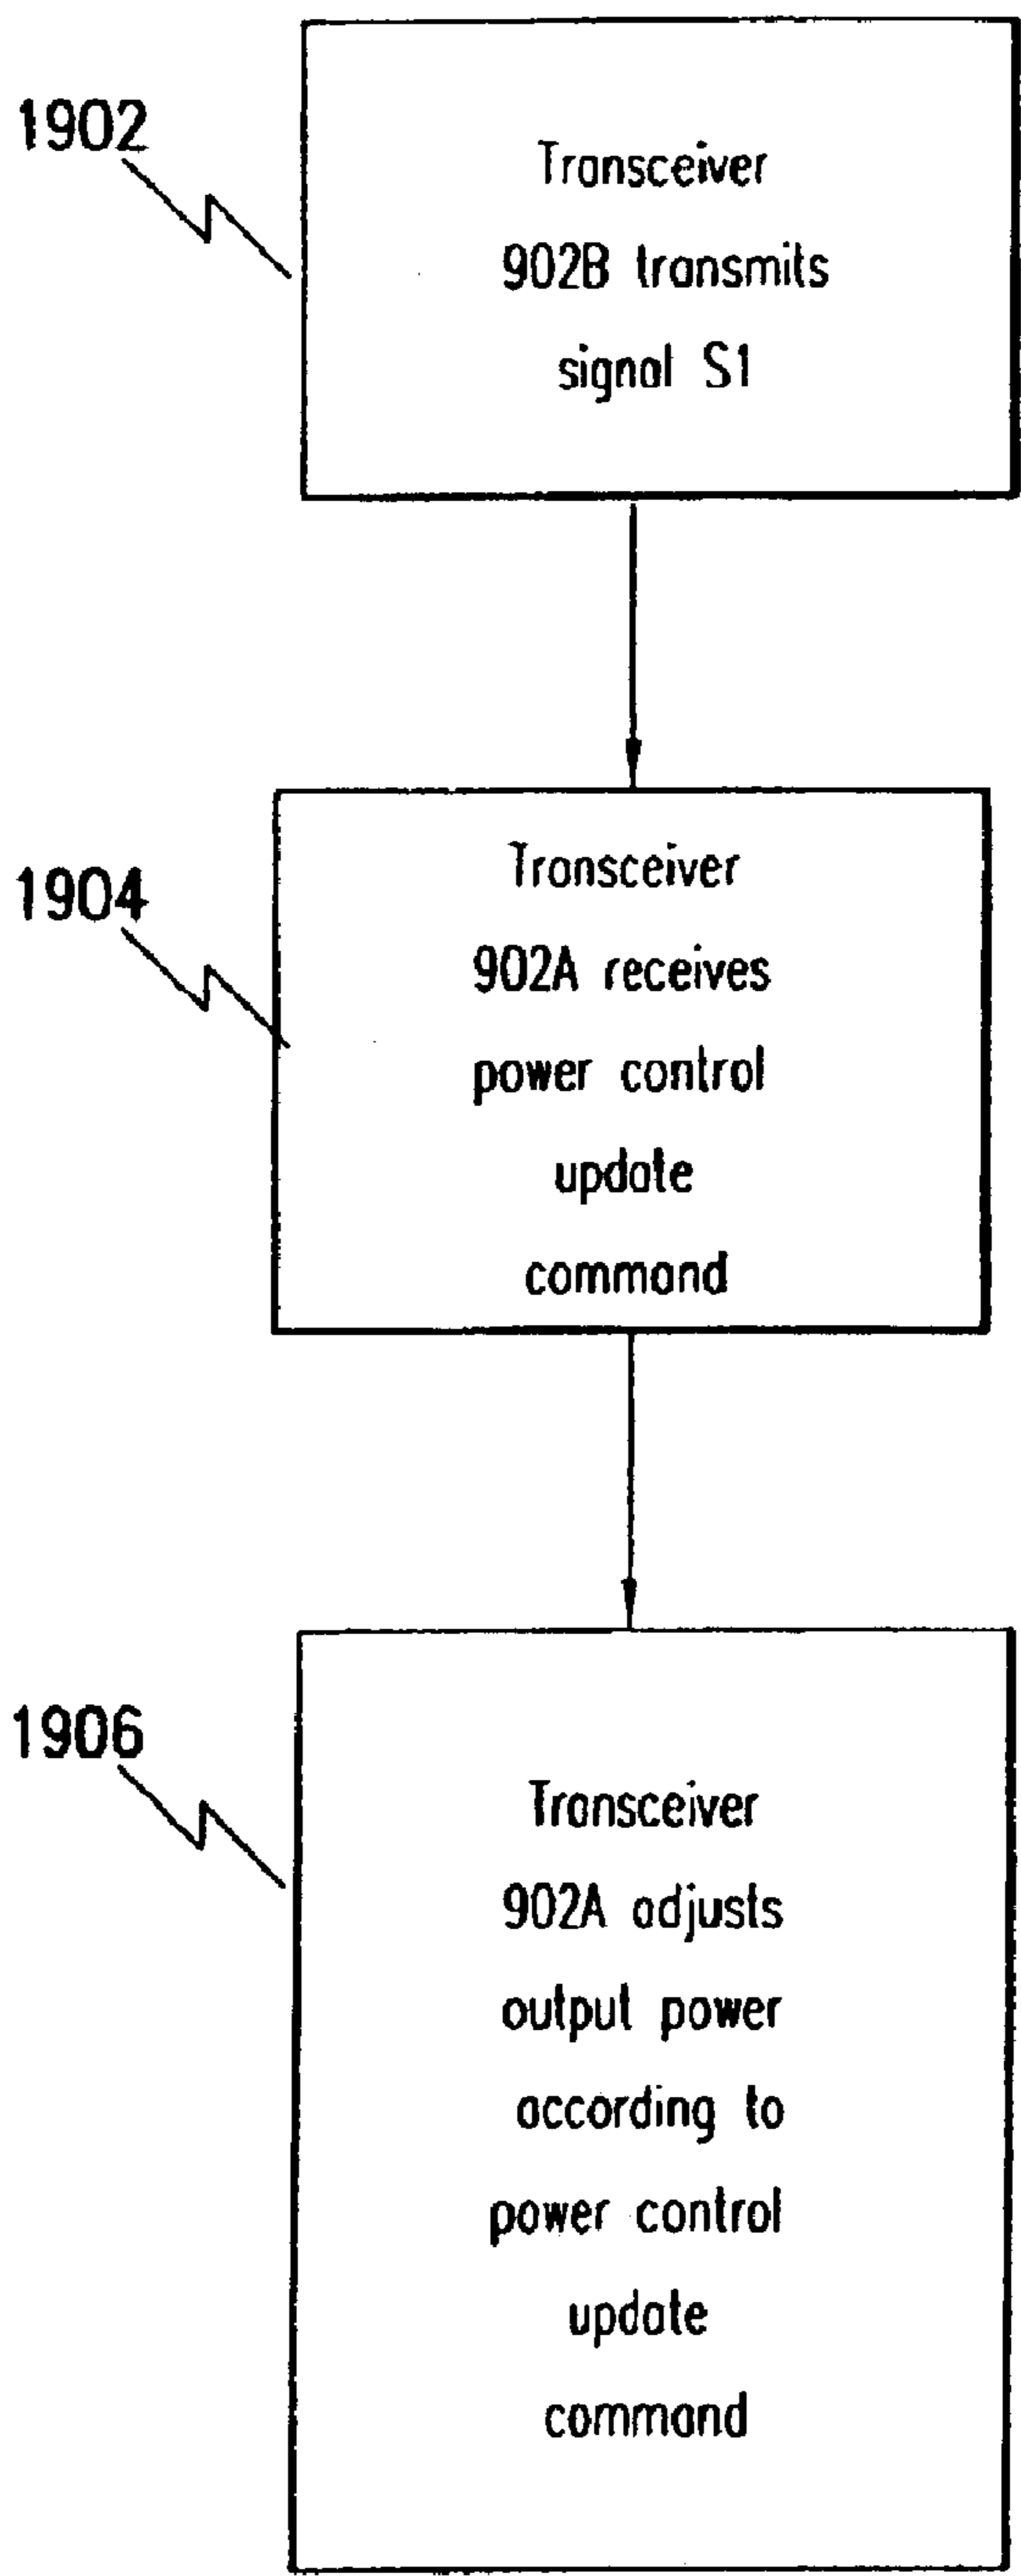 1902
Transceiver
902B transmits
signal S1
1904
Transceiver
902A receives
power control
update
command
1906
Transceiver
902A adjusts
output power
according to
power control
update
command